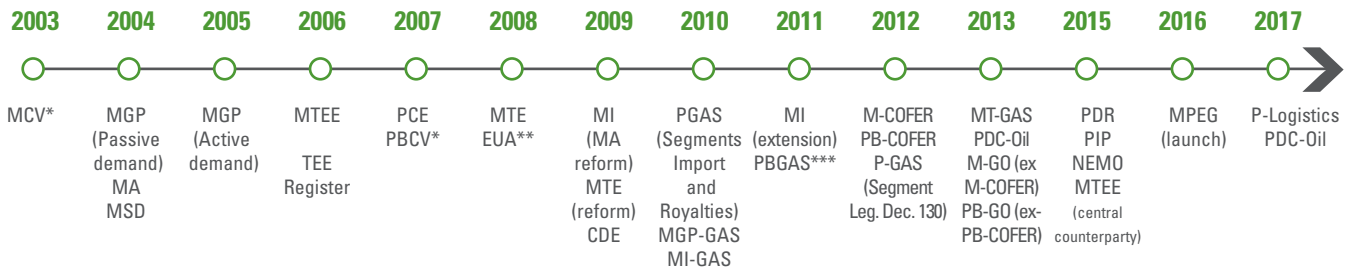 2003
2004
2005
2006
2007
2008
2009
2010
2011
2012
2013
2015
2016
2017
MCV*
MGP
(Passive
demand)
MA
MSD
MGP
(Active
demand)
MTEE
TEE
Register
PCE
PBCV*
MTE
EUA**
MI
(MA
reform)
MTE
(reform)
CDE
PGAS
(Segments
Import
and
Royalties)
MGP-GAS
MI-GAS
MI
(extension)
PBGAS***
M-COFER
PB-COFER
P-GAS
(Segment
Leg. Dec. 130)
MT-GAS
PDC-Oil
M-GO (ex
M-COFER)
PB-GO (ex-
PB-COFER)
PDR
PIP
NEMO
MTEE
(central
counterparty)
MPEG
(launch)
P-Logistics
PDC-Oil